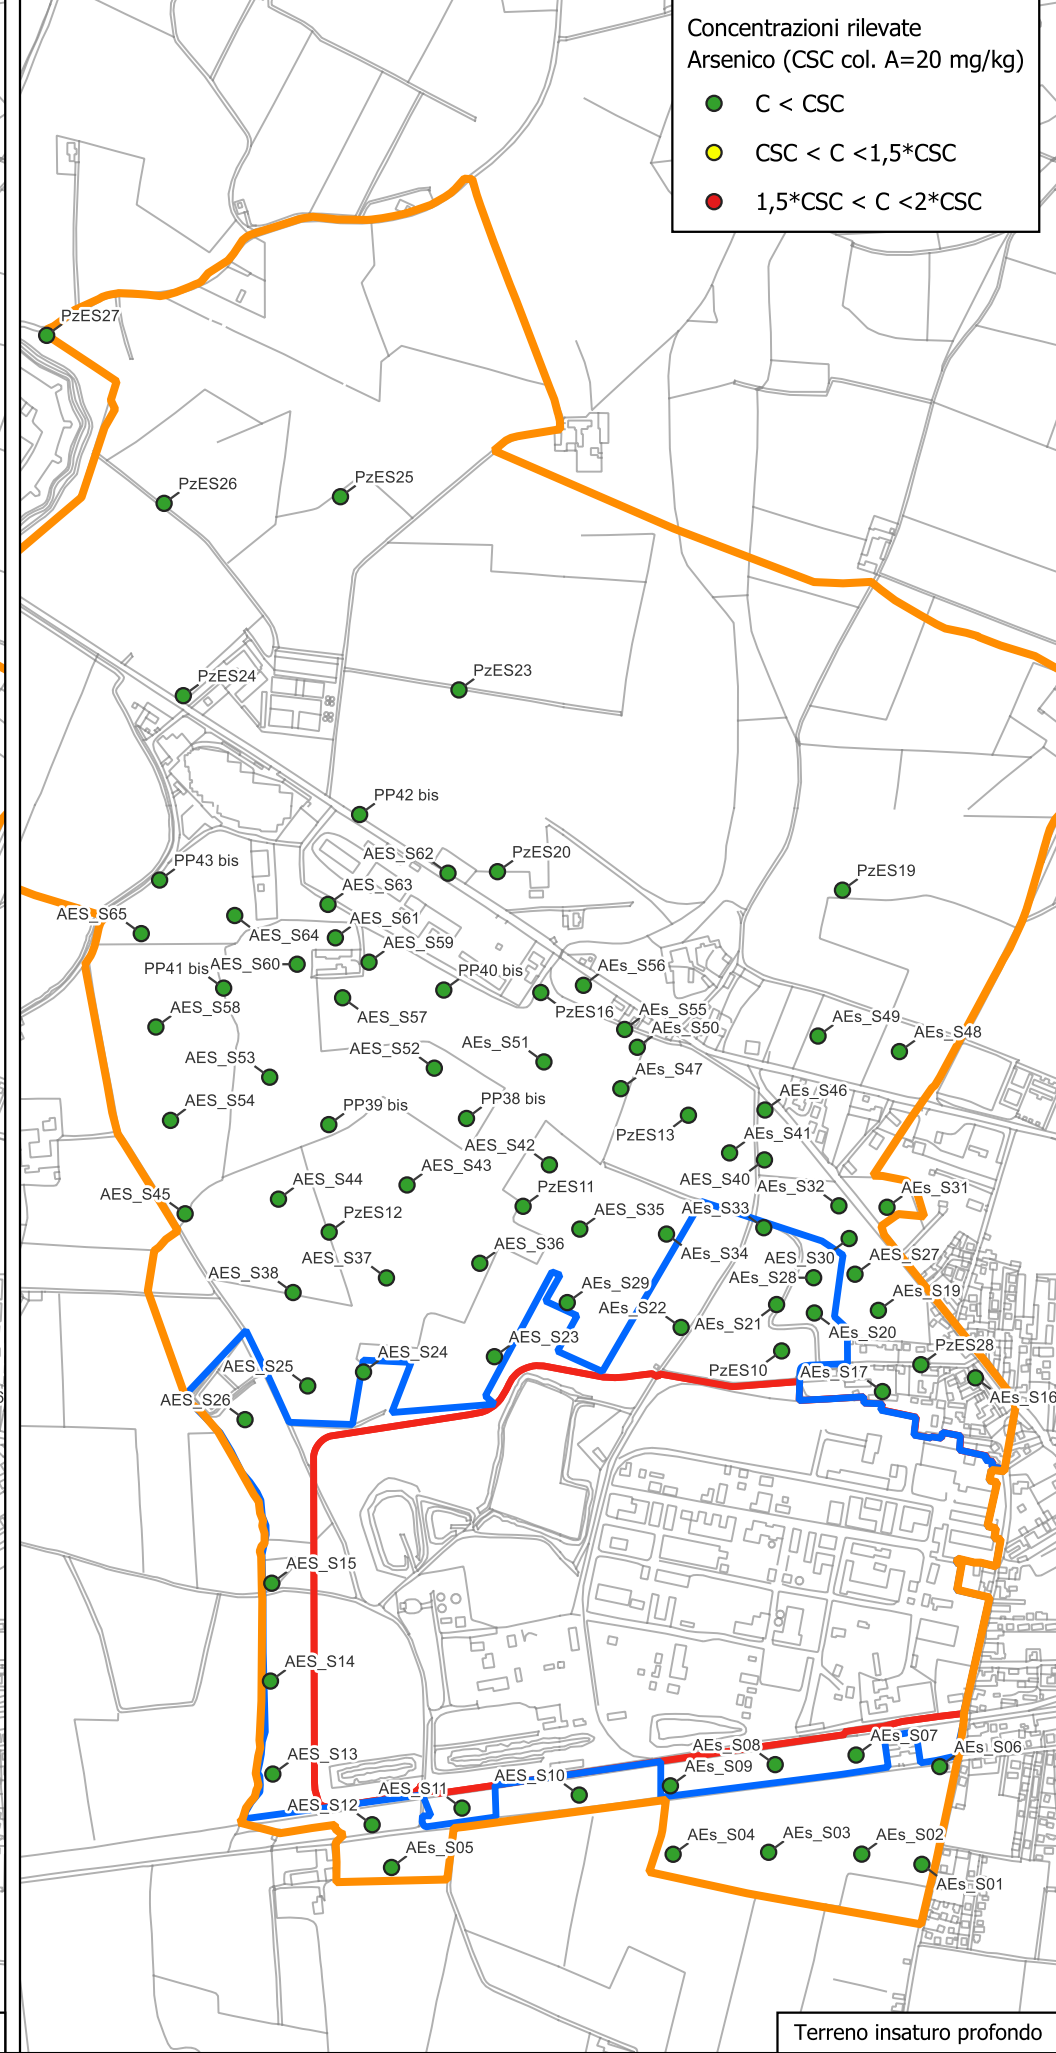 Concentrazioni rilevate
Arsenico (CSC col. A=20 mg/kg)
C < CSC
CSC < C <1,5*CSC
1,5*CSC < C <2*CSC
PzES27
PzES26
PzES25
PzES24
PzES23
PP42 bis
AES_S62
PzES20
PP43 bis
PzES19
AES_S63
AES_S65
AES_S61
AES_S64
AES_S59
PP41 bis
AES_S60
PP40 bis
AEs_S56
AES_S58
AES_S57
PzES16
AEs_S55
AEs_S50
AEs_S49
AEs_S48
AES_S53
AES_S52
AEs_S51
AEs_S47
AES_S54
PP39 bis
PP38 bis
PzES13
AEs_S46
AEs_S41
AES_S42
AES_S43
AES_S40
AES_S45
AES_S44
PzES11
AEs_S32
AEs_S31
PzES12
AES_S35
AEs_S33
AES_S37
AES_S36
AEs_S34
AES_S30
AES_S27
AES_S38
AEs_S29
AEs_S28
AEs_S22
AEs_S21
AEs_S19
AEs_S20
AES_S25
AES_S24
AES_S23
PzES10
AES_S17
PzES28
AEs_S16
AES_S26
AES_S15
AES_S14
AES_S13
AES_S12
AES_S11
AES_S10
AEs_S09
AEs_S08
AEs_S07
AEs_S06
AEs_S05
AEs_S04
AEs_S03
AEs_S02
AEs_S01
Terreno insaturo profondo